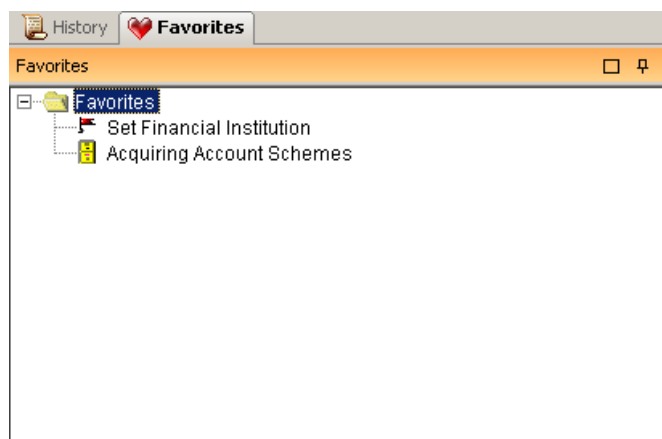 History Favorites
Favorites
Favorites
Set Financial Institution
Acquiring Account Schemes